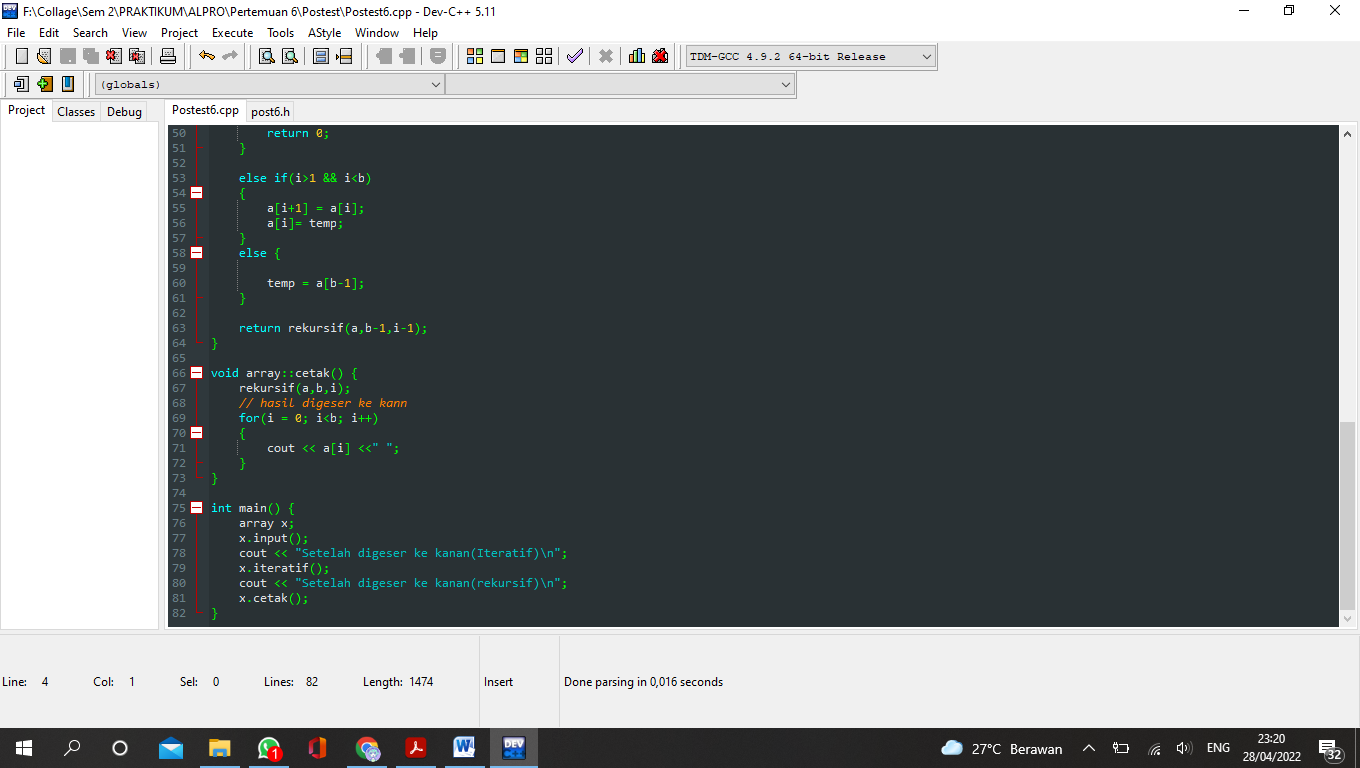 F:\Collage\Sem 2\PRAKTIKUM\ALPRO\Pertemuan 6\Postest\Postest6.cpp - Dev-C++ 5.11
File Edit Search View Project Execute Tools AStyle Window Help
TDM-GCC 4.9.2 64-bit Release
(globals)
Project Classes Debug
Postest6.cpp post6.h
50 return 0;
51 }
52
53 else if(i>1 && i<b)
54 {
55 a[i+1] = a[i];
56 a[i]= temp;
57 }
58 else {
59
60 temp = a[b-1];
61 }
62
63 return rekursif(a,b-1,i-1);
64 }
65
66 void array::cetak() {
67 rekursif(a,b,i);
68 // hasil digeser ke kann
69 for(i = 0; i<b; i++)
70 {
71 cout << a[i] <<" ";
72 }
73 }
74
75 int main() {
76 array x;
77 x.input();
78 cout << "Setelah digeser ke kanan(Iteratif)\n";
79 x.iteratif();
80 cout << "Setelah digeser ke kanan(rekursif)\n";
81 x.cetak();
82 }
Line: 4 Col: 1 Sel: 0 Lines: 82 Length: 1474 Insert Done parsing in 0,016 seconds
1
DEV
27°C Berawan
ENG
23:20
28/04/2022
32